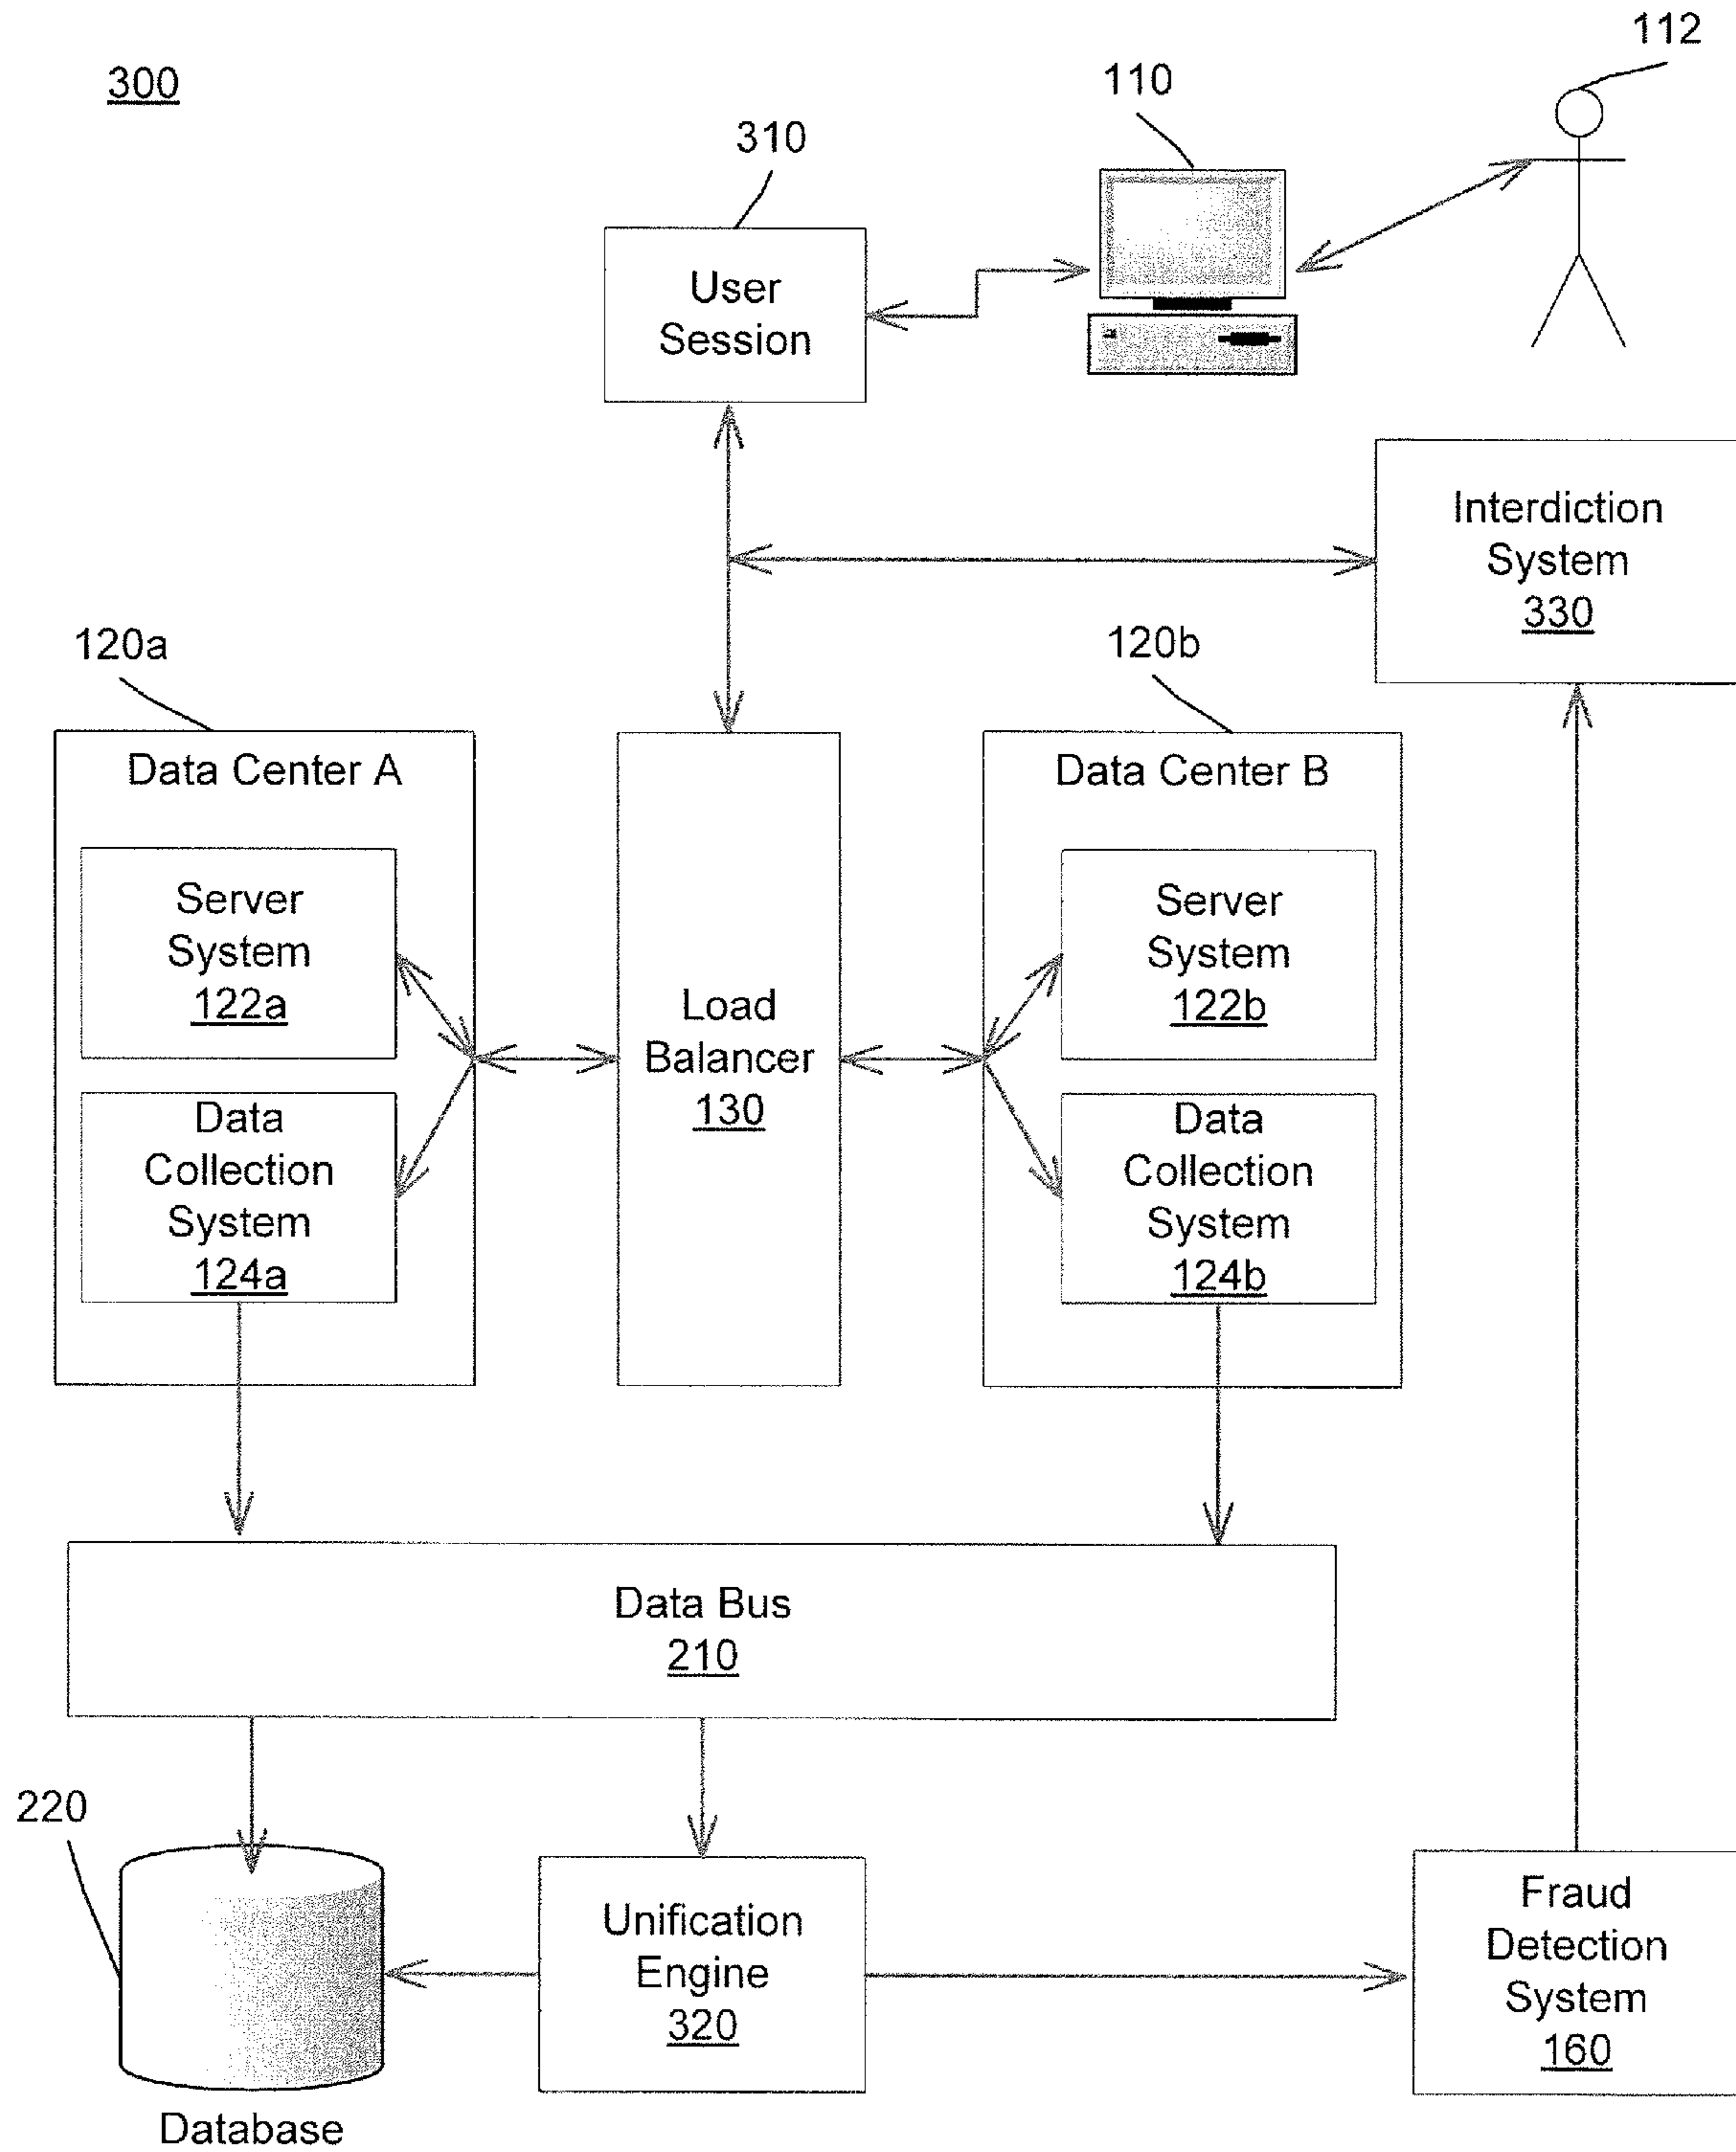 300
112
110
310
User
Session
Interdiction
System
330
120a
120b
Data Center A
Data Center B
Server
System
122a
Data
Collection
System
124a
Load
Balancer
130
Server
System
122b
Data
Collection
System
124b
Data Bus
210
220
Database
Unification
Engine
320
Fraud
Detection
System
160